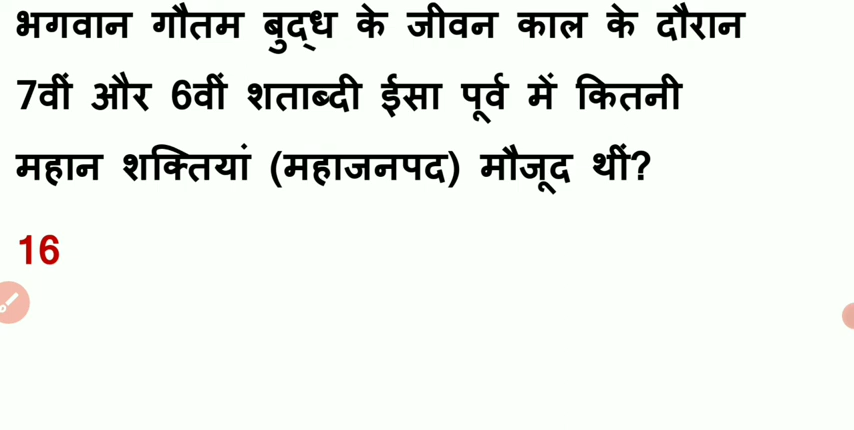 भगवान गौतम बुद्ध के जीवन काल के दौरान
7वीं और 6वीं शताब्दी ईसा पूर्व में कितनी
महान शक्तियां (महाजनपद) मौजूद थीं?
16